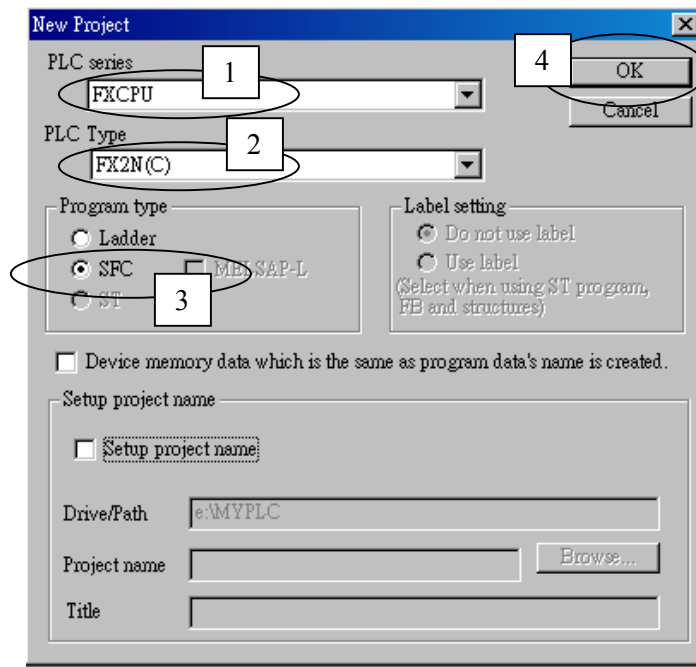 New Project
PLC series
1
4
OK
FXCPU
Cancel
PLC Type
2
FX2N(C)
Program type
Label setting
Ladder
Do not use label
SFC
MELSAP-L
Use label
ST
3
(Select when using ST program,
FB and structures)
Device memory data which is the same as program data's name is created.
Setup project name
Setup project name
Drive/Path
e:\MYPLC
Project name
Browse...
Title